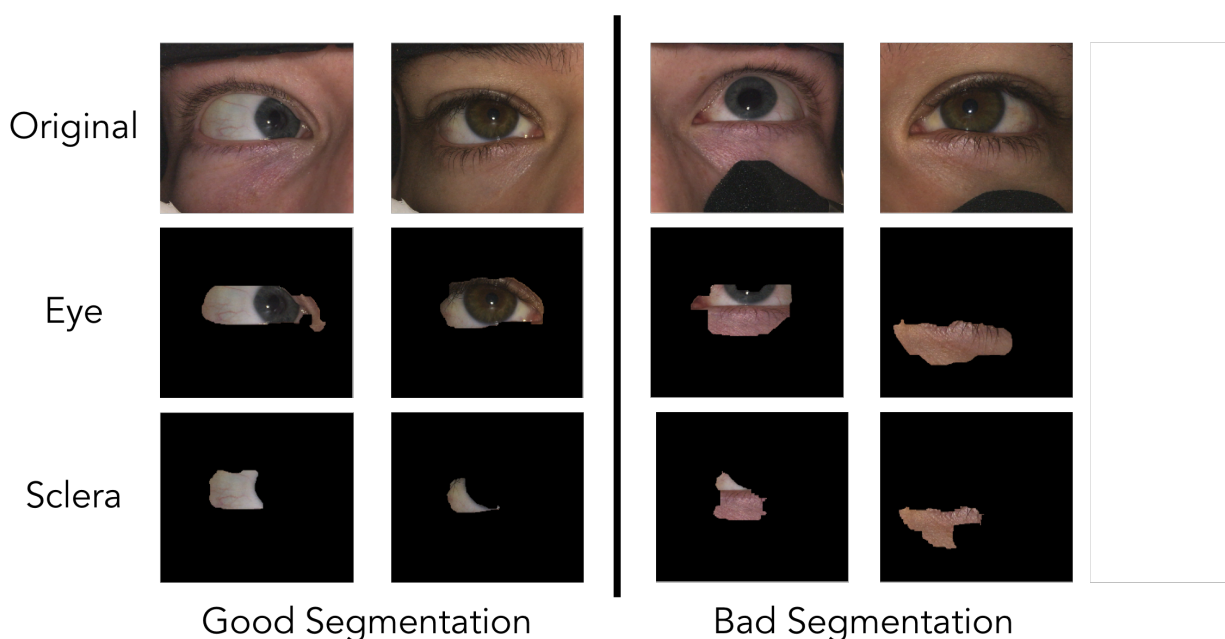 Original
Eye
Sclera
Good Segmentation
Bad Segmentation